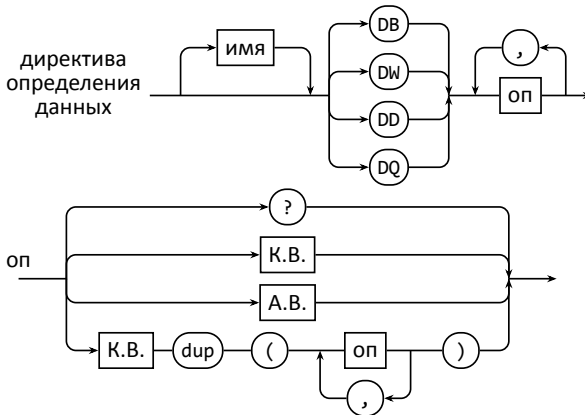 директива
определения
данных
имя
DB
DW
DD
DQ
,
оп
оп
?
К.В.
А.В.
К.В. dup ( оп )
,